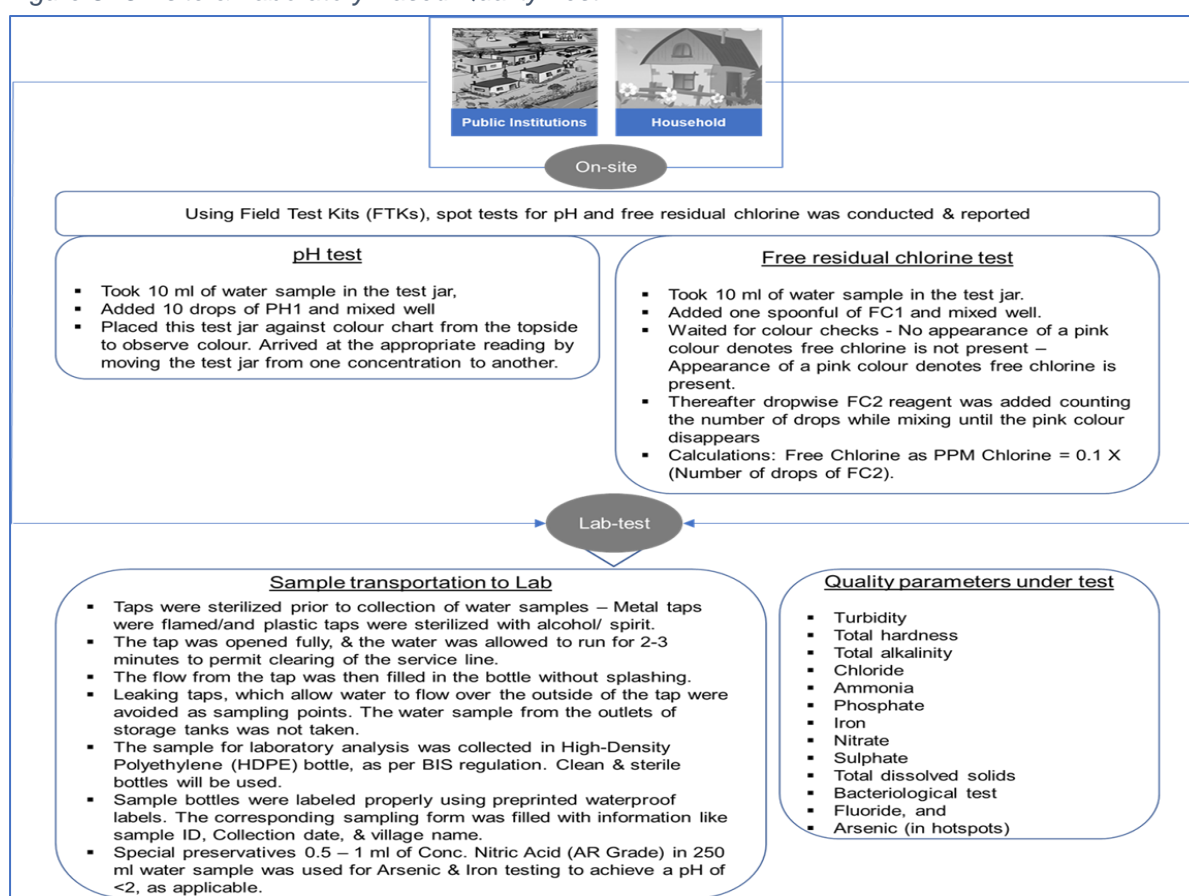 Public Institutions
Household
On-site
Using Field Test Kits (FTKs), spot tests for pH and free residual chlorine was conducted & reported
pH test
▪ Took 10 ml of water sample in the test jar,
▪ Added 10 drops of PH1 and mixed well
▪ Placed this test jar against colour chart from the topside
to observe colour. Arrived at the appropriate reading by
moving the test jar from one concentration to another.
Free residual chlorine test
▪ Took 10 ml of water sample in the test jar.
▪ Added one spoonful of FC1 and mixed well.
▪ Waited for colour checks - No appearance of a pink
colour denotes free chlorine is not present –
Appearance of a pink colour denotes free chlorine is
present.
▪ Thereafter dropwise FC2 reagent was added counting
the number of drops while mixing until the pink colour
disappears
▪ Calculations: Free Chlorine as PPM Chlorine = 0.1 X
(Number of drops of FC2).
Lab-test
Sample transportation to Lab
▪ Taps were sterilized prior to collection of water samples – Metal taps
were flamed/and plastic taps were sterilized with alcohol/ spirit.
▪ The tap was opened fully, & the water was allowed to run for 2-3
minutes to permit clearing of the service line.
▪ The flow from the tap was then filled in the bottle without splashing.
▪ Leaking taps, which allow water to flow over the outside of the tap were
avoided as sampling points. The water sample from the outlets of
storage tanks was not taken.
▪ The sample for laboratory analysis was collected in High-Density
Polyethylene (HDPE) bottle, as per BIS regulation. Clean & sterile
bottles will be used.
▪ Sample bottles were labeled properly using preprinted waterproof
labels. The corresponding sampling form was filled with information like
sample ID, Collection date, & village name.
▪ Special preservatives 0.5 – 1 ml of Conc. Nitric Acid (AR Grade) in 250
ml water sample was used for Arsenic & Iron testing to achieve a pH of
<2, as applicable.
Quality parameters under test
▪ Turbidity
▪ Total hardness
▪ Total alkalinity
▪ Chloride
▪ Ammonia
▪ Phosphate
▪ Iron
▪ Nitrate
▪ Sulphate
▪ Total dissolved solids
▪ Bacteriological test
▪ Fluoride, and
▪ Arsenic (in hotspots)